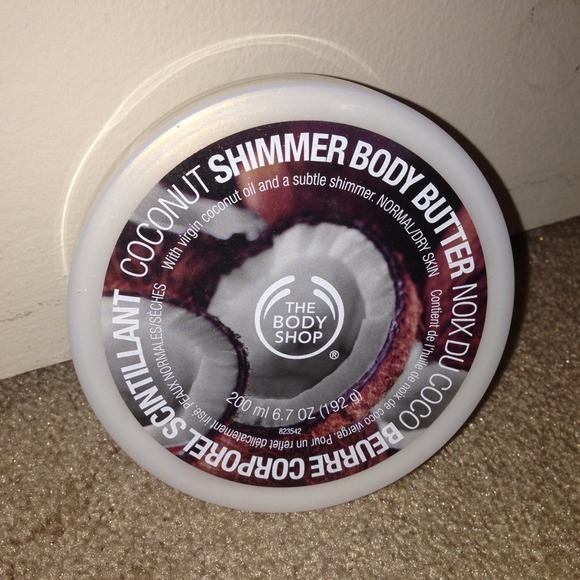 COCONUT SHIMMER BODY BUTTER
With virgin coconut oil and a subtle shimmer. NORMAL/DRY SKIN
NOIX DU COCO BEURRE CORPOREL SCINTILLANT
Contient de l'huile de noix de coco vierge. Pour un reflet délicatement irisé PEAUX NORMALES/SÈCHES
THE
BODY
SHOP
®
200 ml 6.7 OZ (192 g)
823542